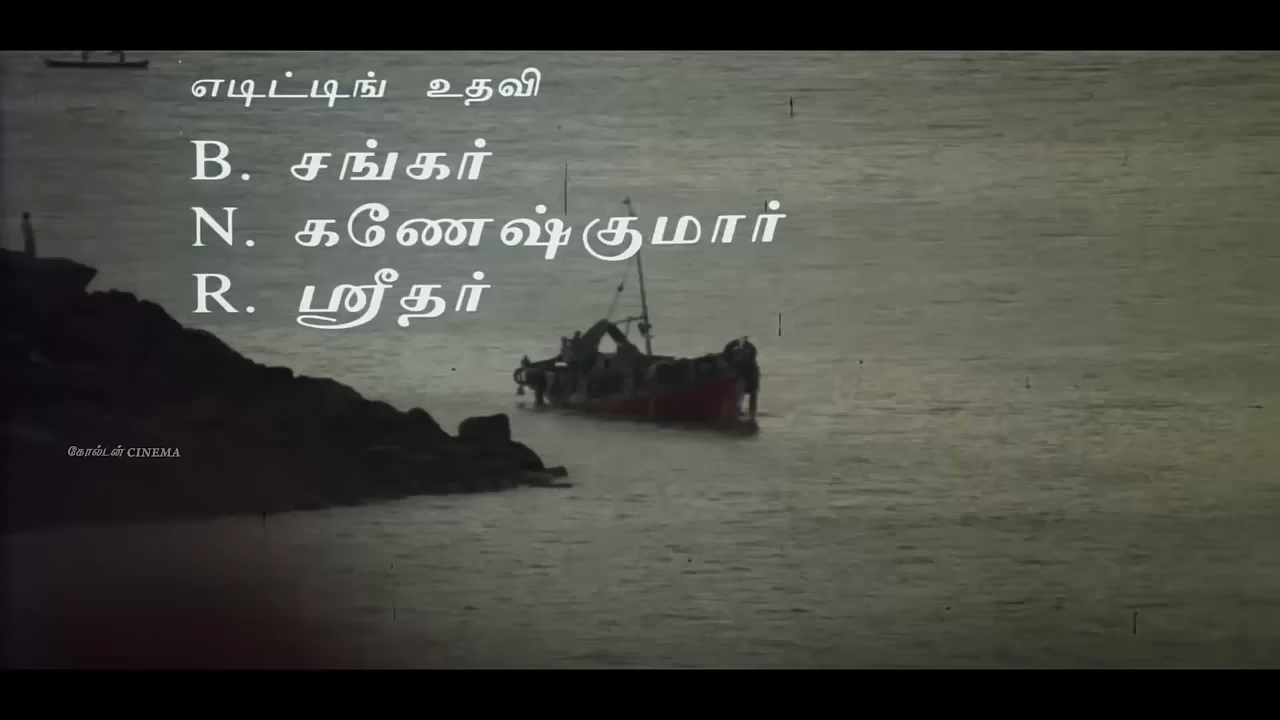 எடிட்டிங் உதவி
B. சங்கர்
N. கணேஷ்குமார்
R. ஸ்ரீதர்
கோல்டன் CINEMA